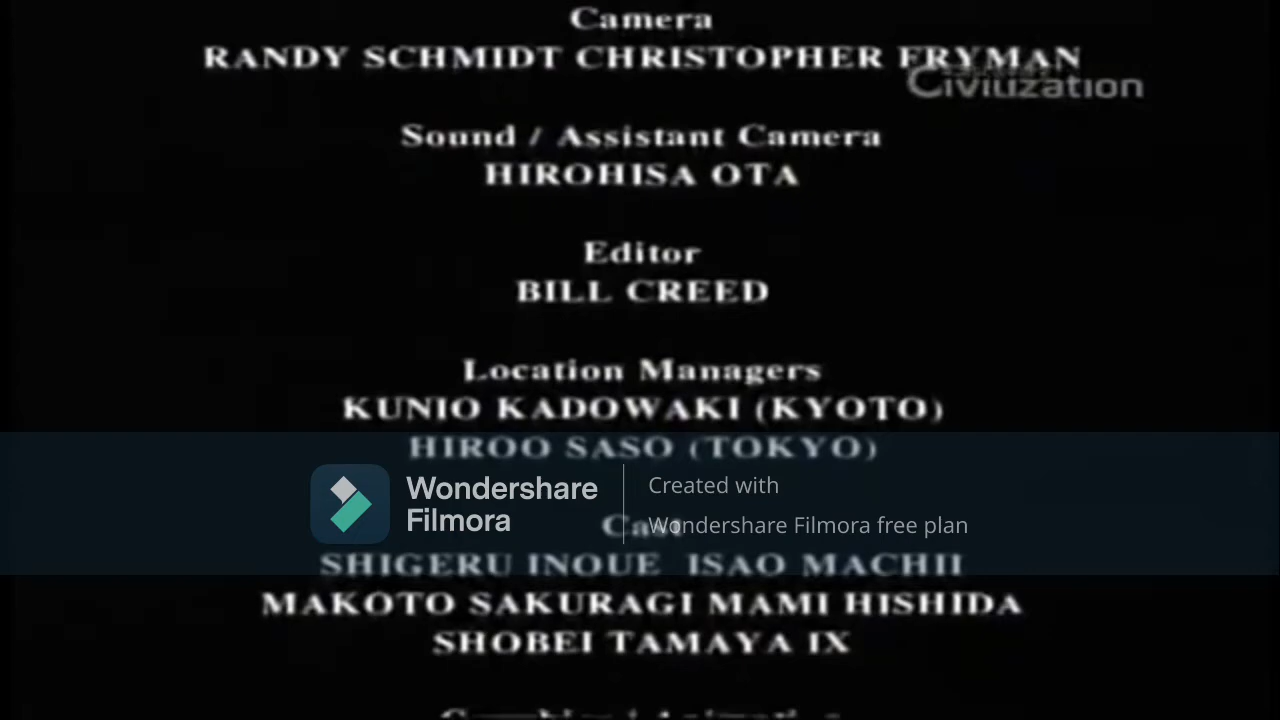 Camera
RANDY SCHMIDT CHRISTOPHER FRYMAN
Civilization
Sound / Assistant Camera
HIROHISA OTA
Editor
BILL CREED
Location Managers
KUNIO KADOWAKI (KYOTO)
HIROO SASO (TOKYO)
Wondershare
Filmora
Created with
Wondershare Filmora free plan
Cast
SHIGERU INOUE ISAO MACHII
MAKOTO SAKURAGI MAMI HISHIDA
SHOBEI TAMAYA IX